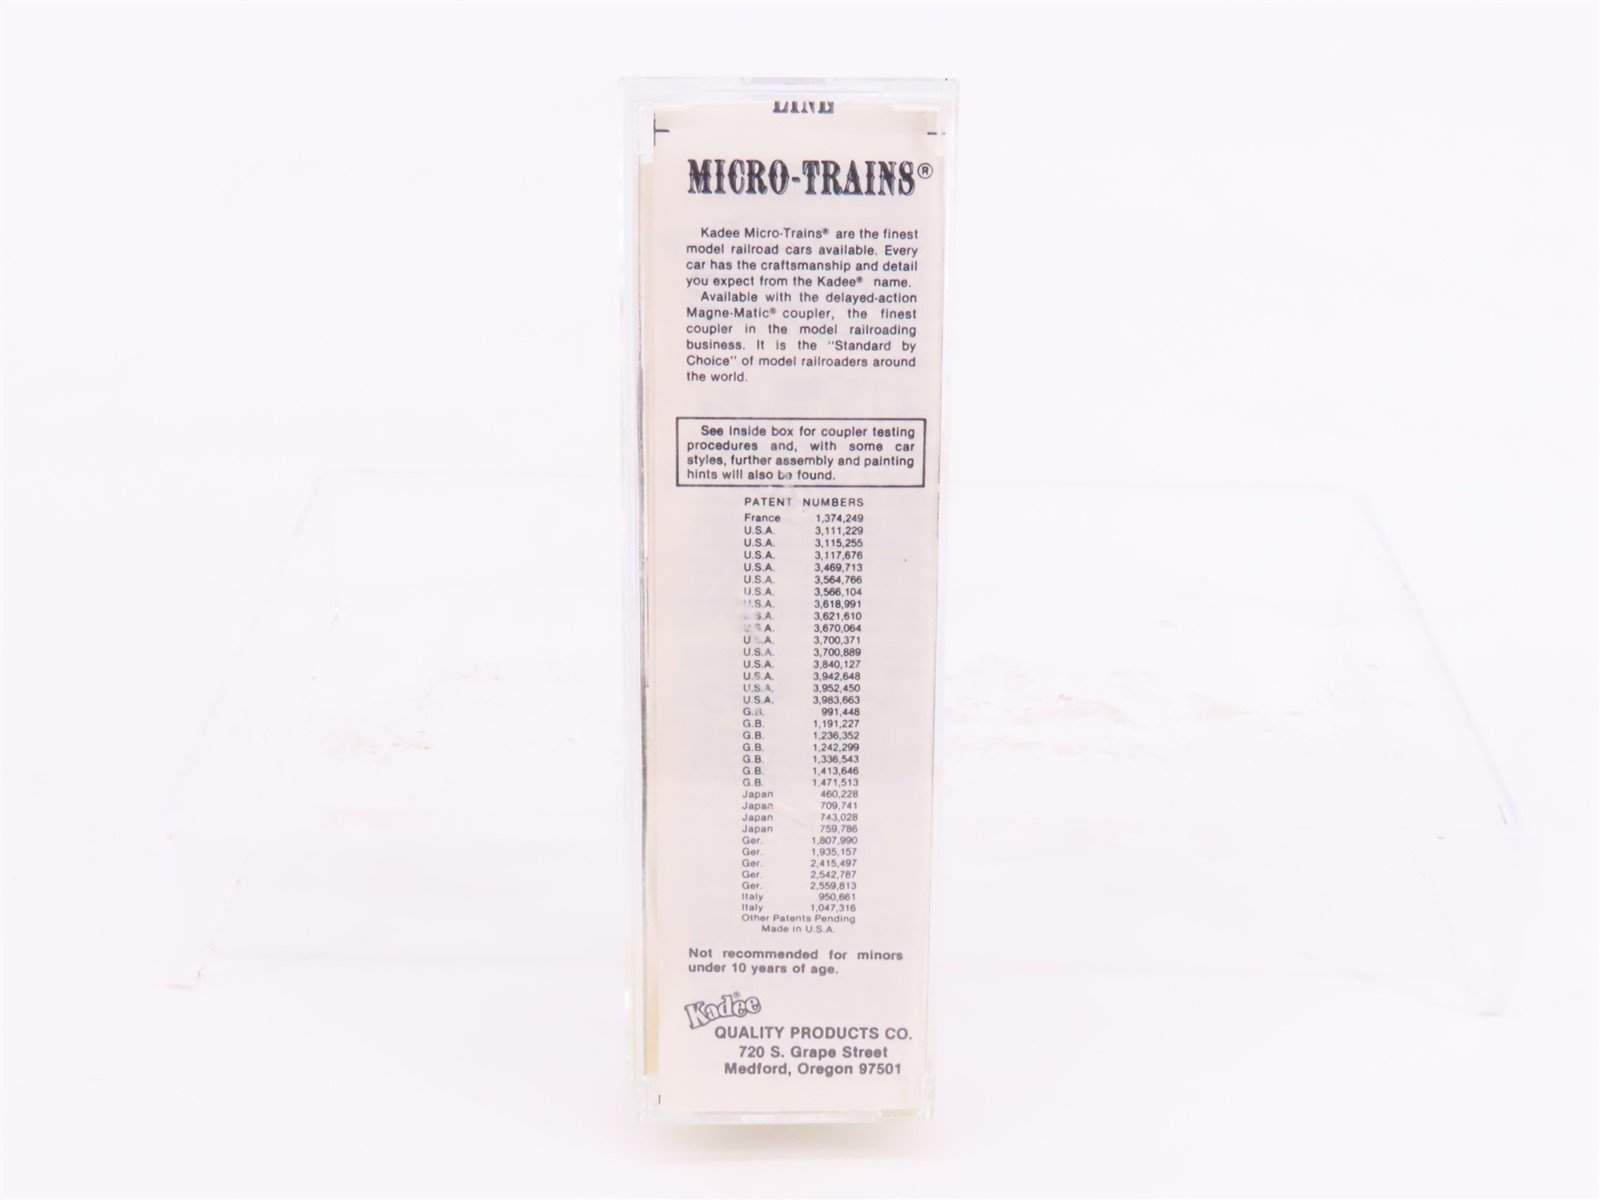 LINE
MICRO-TRAINS®
Kadee Micro-Trains® are the finest
model railroad cars available. Every
car has the craftsmanship and detail
you expect from the Kadee® name.
Available with the delayed-action
Magne-Matic® coupler, the finest
coupler in the model railroading
business. It is the "Standard by
Choice" of model railroaders around
the world.
See inside box for coupler testing
procedures and, with some car
styles, further assembly and painting
hints will also be found.
PATENT NUMBERS
France 1,374,249
U.S.A. 3,111,229
U.S.A. 3,115,255
U.S.A. 3,117,676
U.S.A. 3,469,713
U.S.A. 3,564,766
U.S.A. 3,566,104
U.S.A. 3,618,991
U.S.A. 3,621,610
U.S.A. 3,670,064
U.S.A. 3,700,371
U.S.A. 3,700,889
U.S.A. 3,840,127
U.S.A. 3,942,648
U.S.A. 3,952,450
U.S.A. 3,983,663
G.B. 991,448
G.B. 1,191,227
G.B. 1,236,352
G.B. 1,242,299
G.B. 1,336,543
G.B. 1,413,646
G.B. 1,471,513
Japan 460,228
Japan 709,741
Japan 743,028
Japan 759,786
Ger. 1,807,990
Ger. 1,935,157
Ger. 2,415,497
Ger. 2,542,787
Ger. 2,559,813
Italy 950,661
Italy 1,047,316
Other Patents Pending
Made in U.S.A.
Not recommended for minors
under 10 years of age.
Kadee®
QUALITY PRODUCTS CO.
720 S. Grape Street
Medford, Oregon 97501